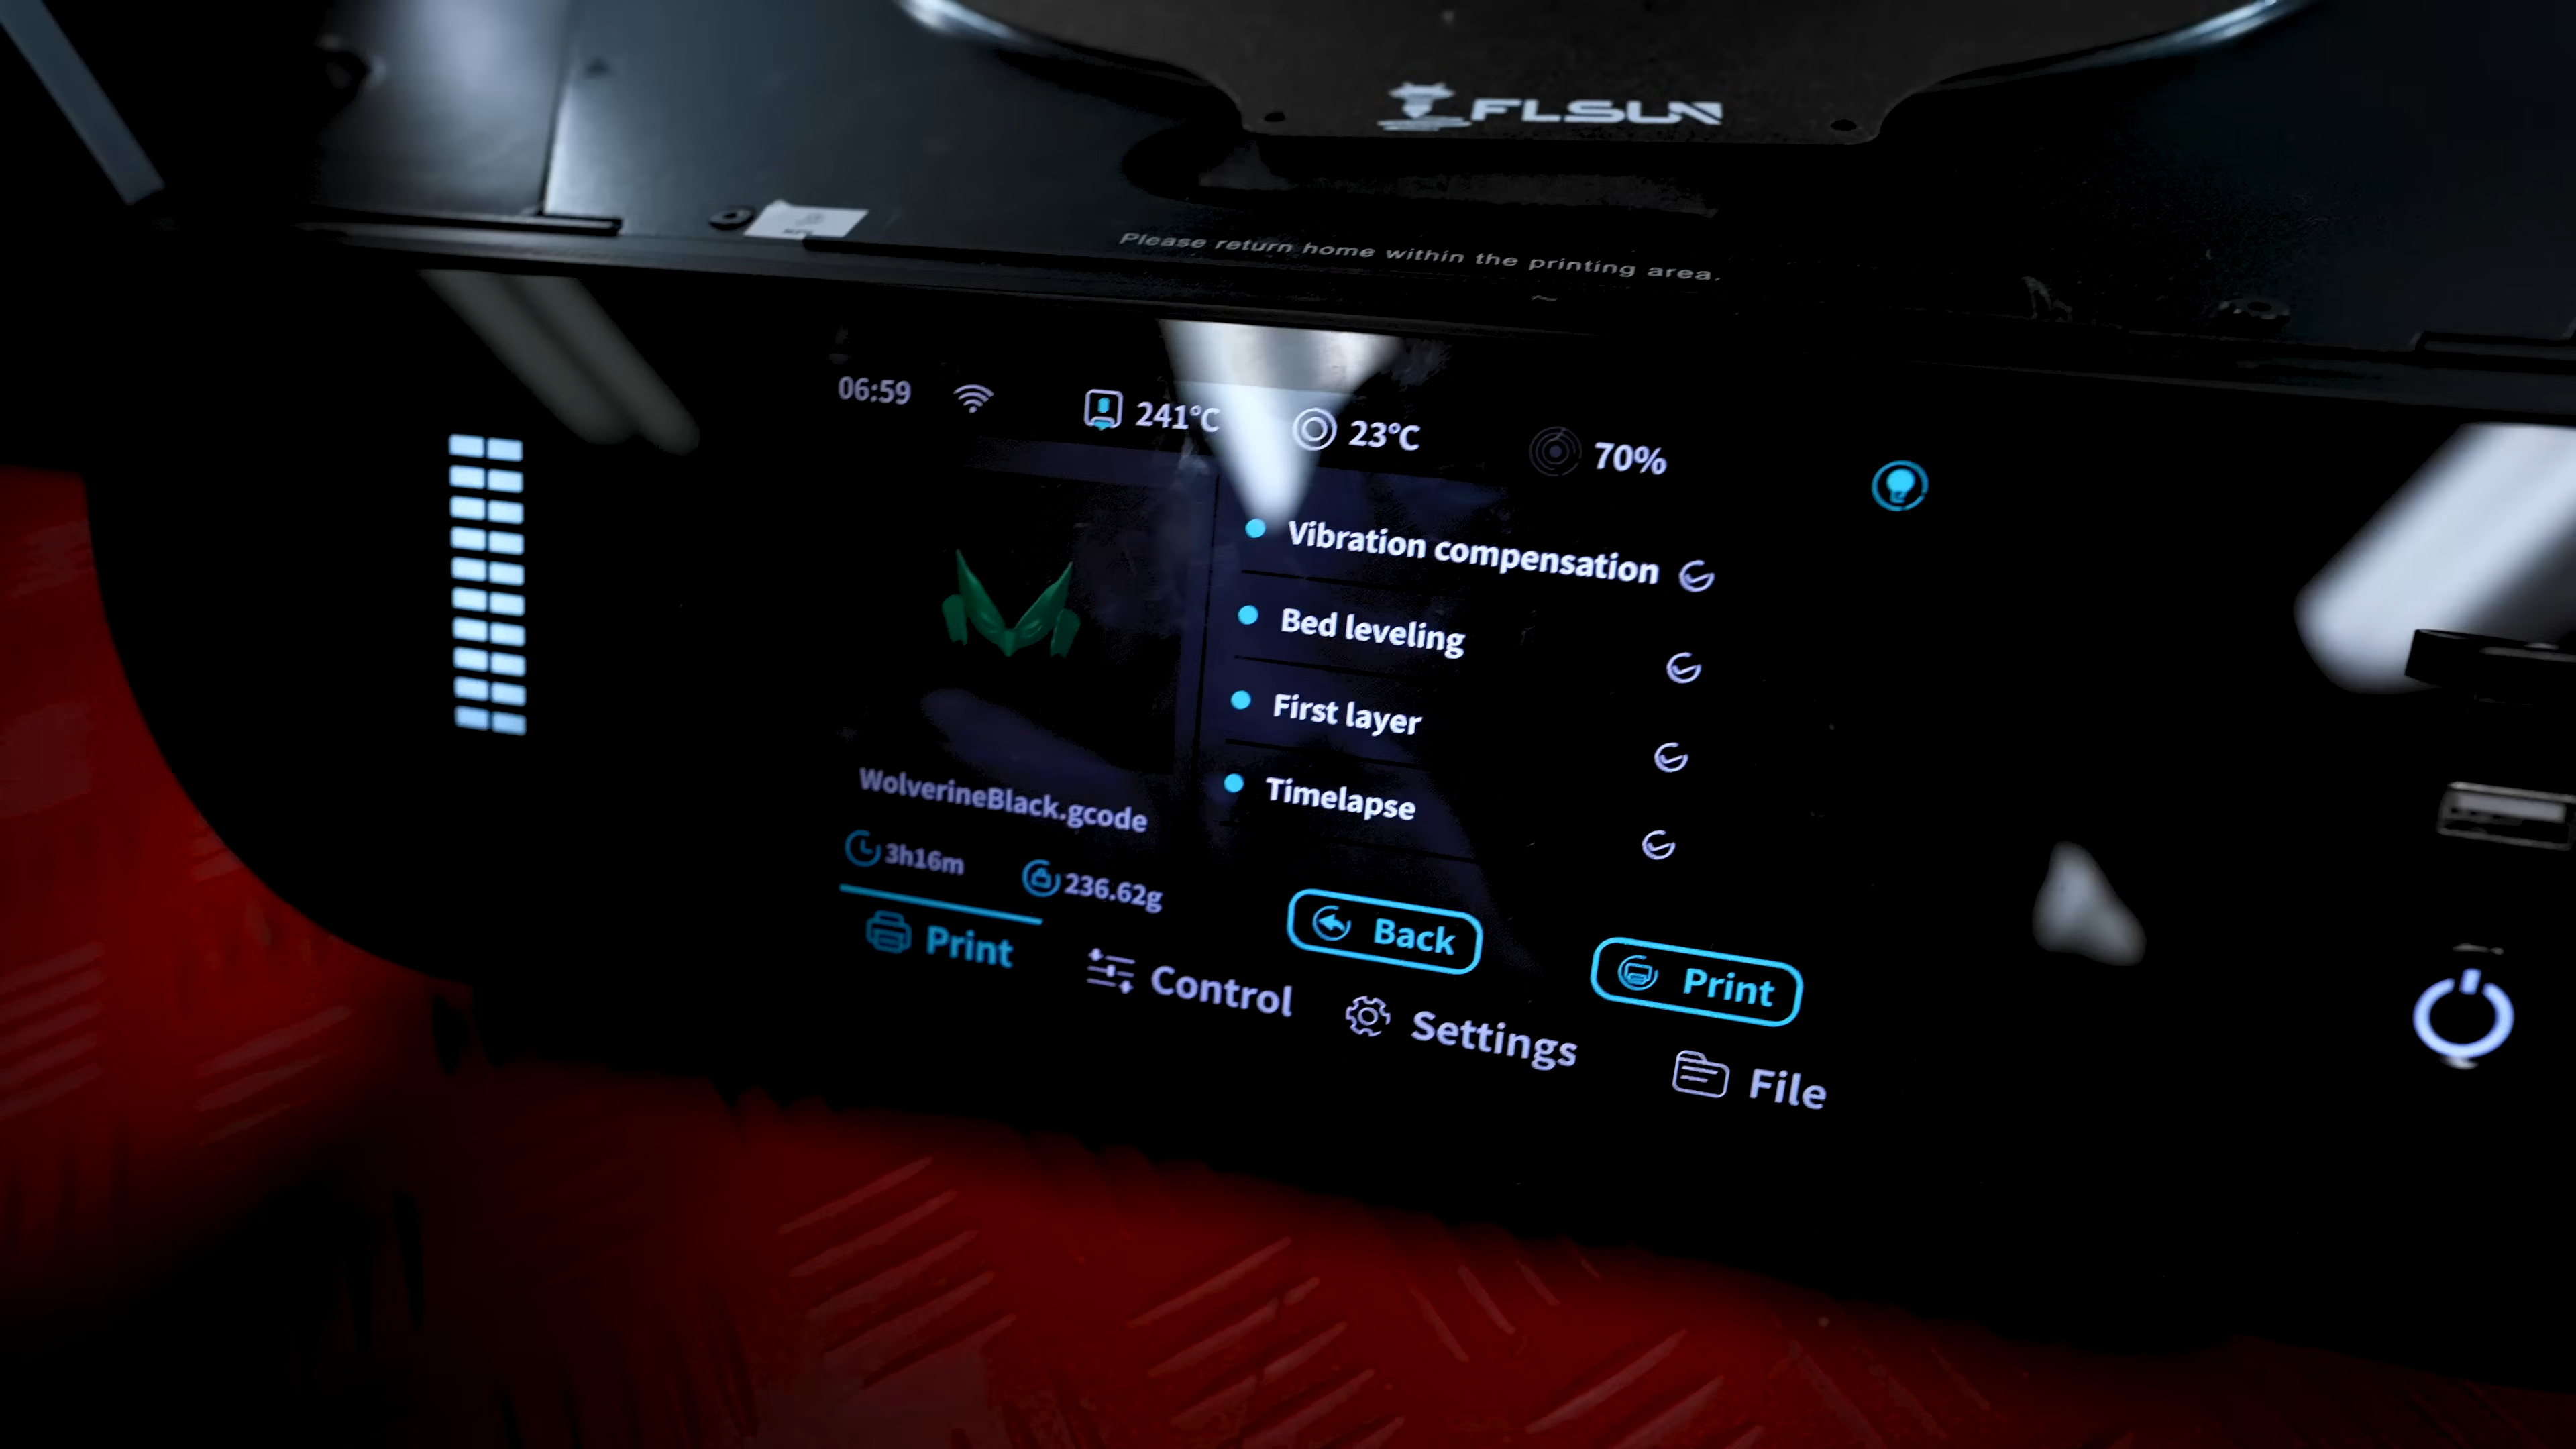 FLSUN
Please return home within the printing area.
06:59
241°C
23°C
70%
Vibration compensation
Bed leveling
First layer
Timelapse
WolverineBlack.gcode
3h16m
236.62g
Back
Print
Print
Control
Settings
File